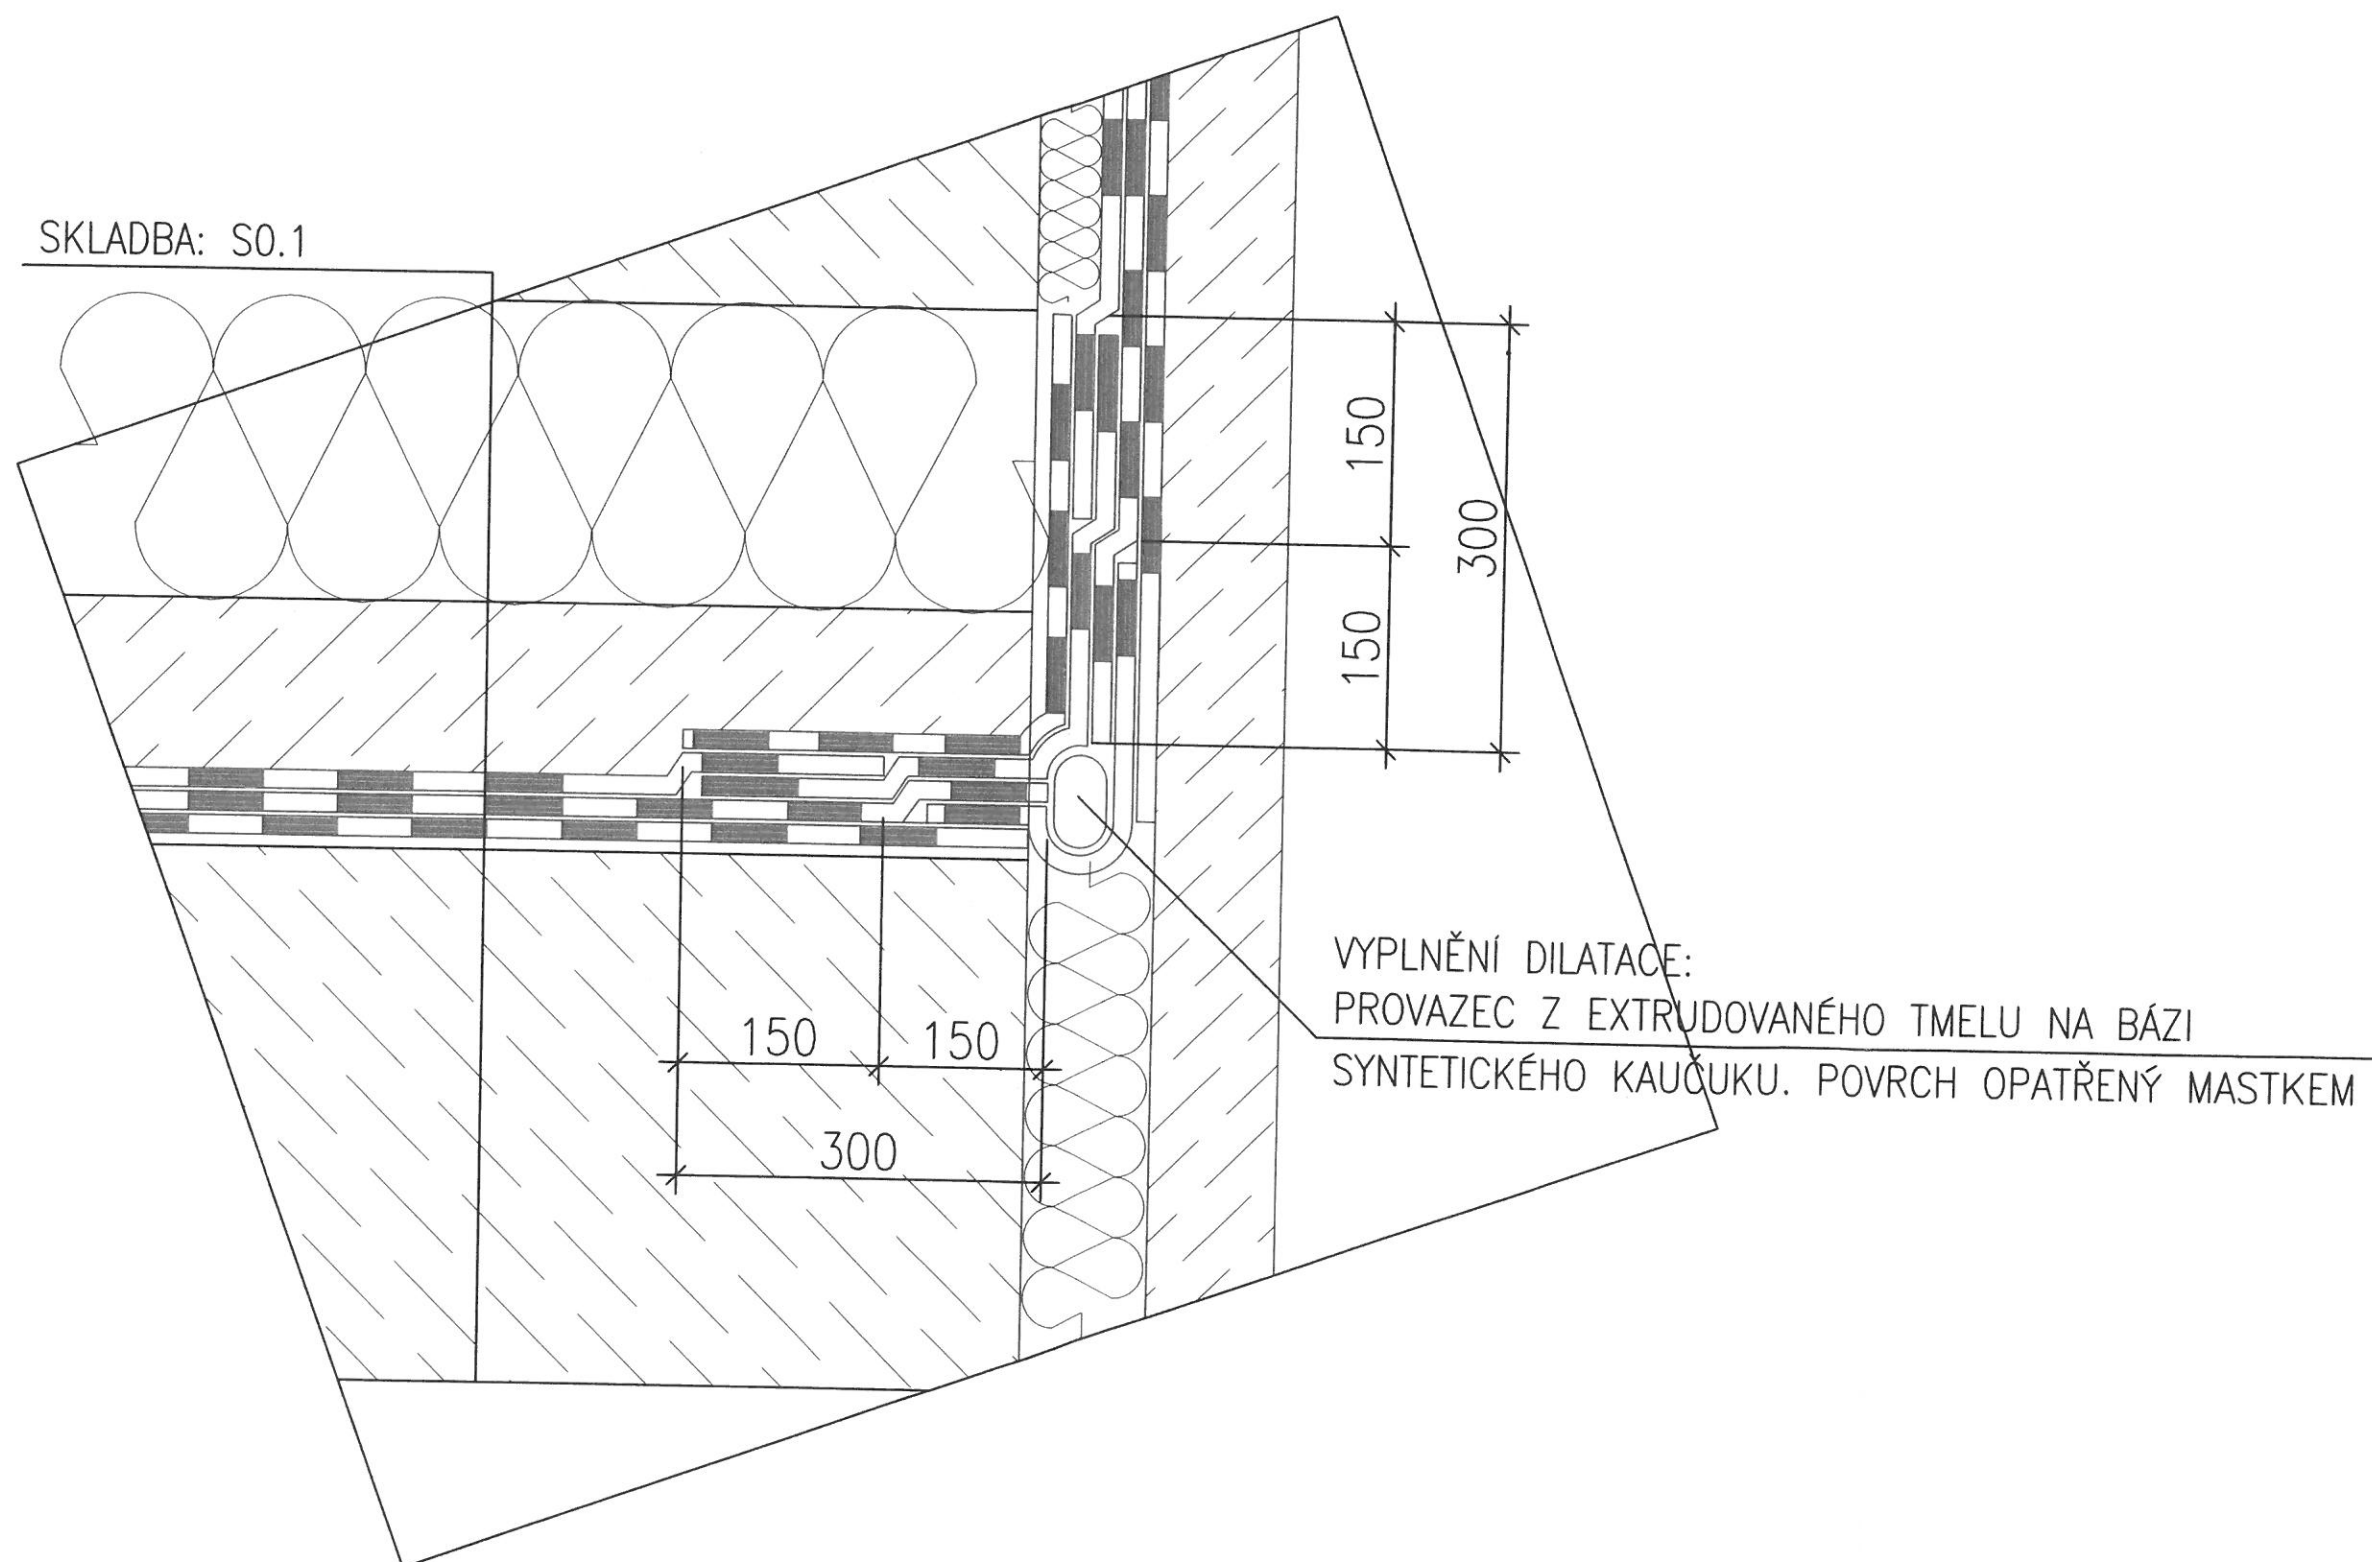 SKLADBA: S0.1
150
300
150
VYPLNĚNÍ DILATACE:
PROVAZEC Z EXTRUDOVANÉHO TMELU NA BÁZI
SYNTETICKÉHO KAUČUKU. POVRCH OPATŘENÝ MASTKEM
150
150
300